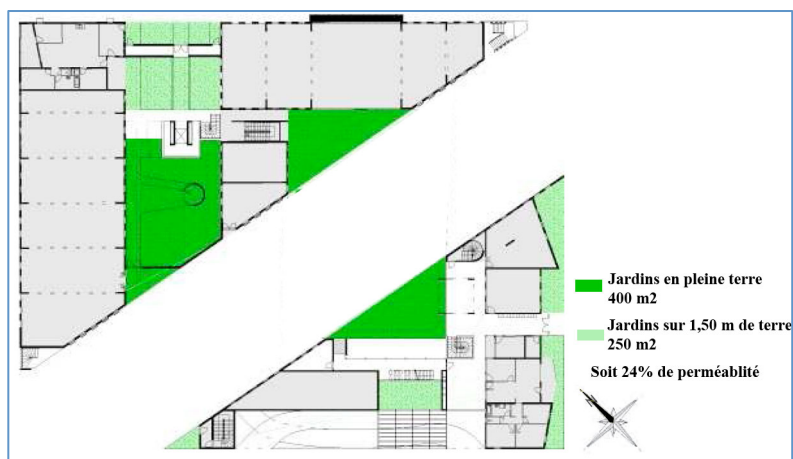 Jardins en pleine terre
400 m2
Jardins sur 1,50 m de terre
250 m2
Soit 24% de perméablité